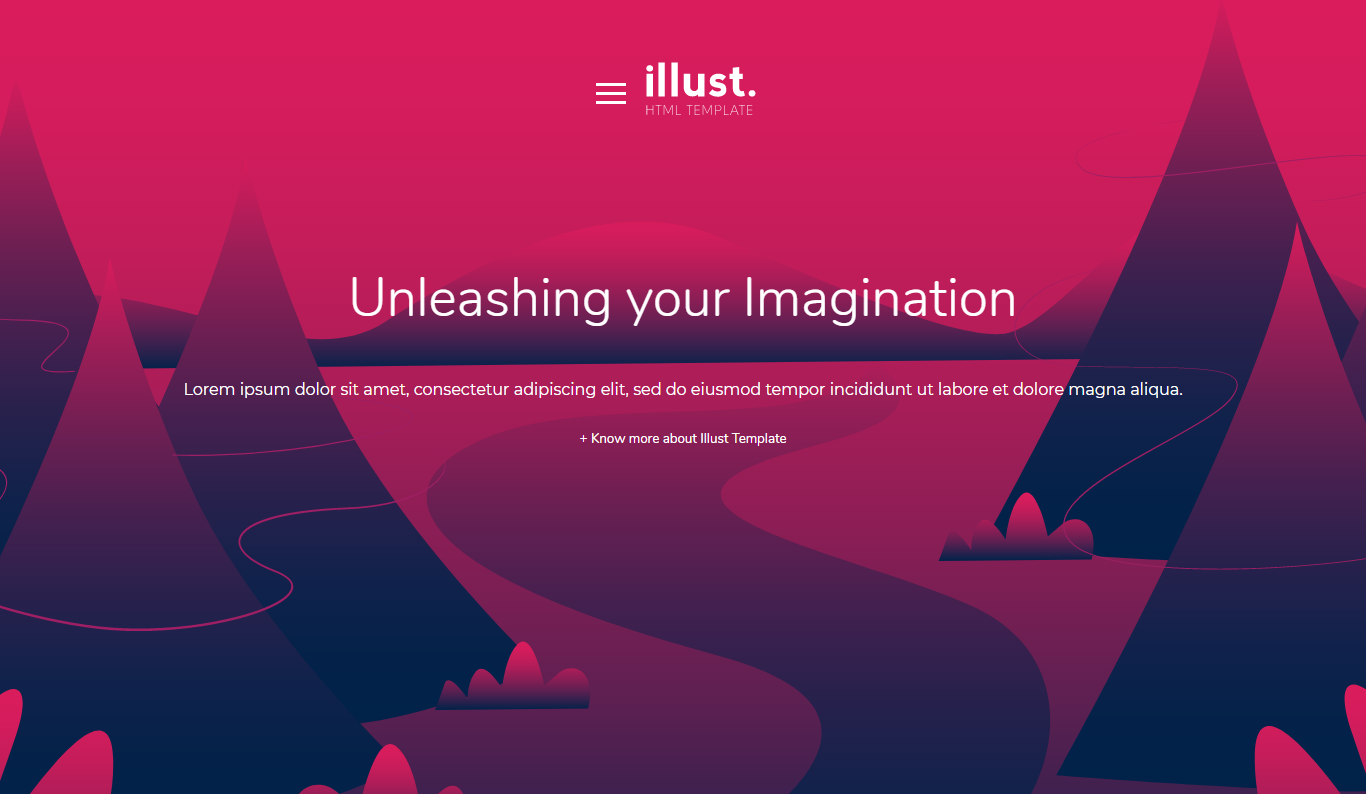 illust.
HTML TEMPLATE
Unleashing your Imagination
Lorem ipsum dolor sit amet, consectetur adipiscing elit, sed do eiusmod tempor incididunt ut labore et dolore magna aliqua.
+ Know more about Illust Template